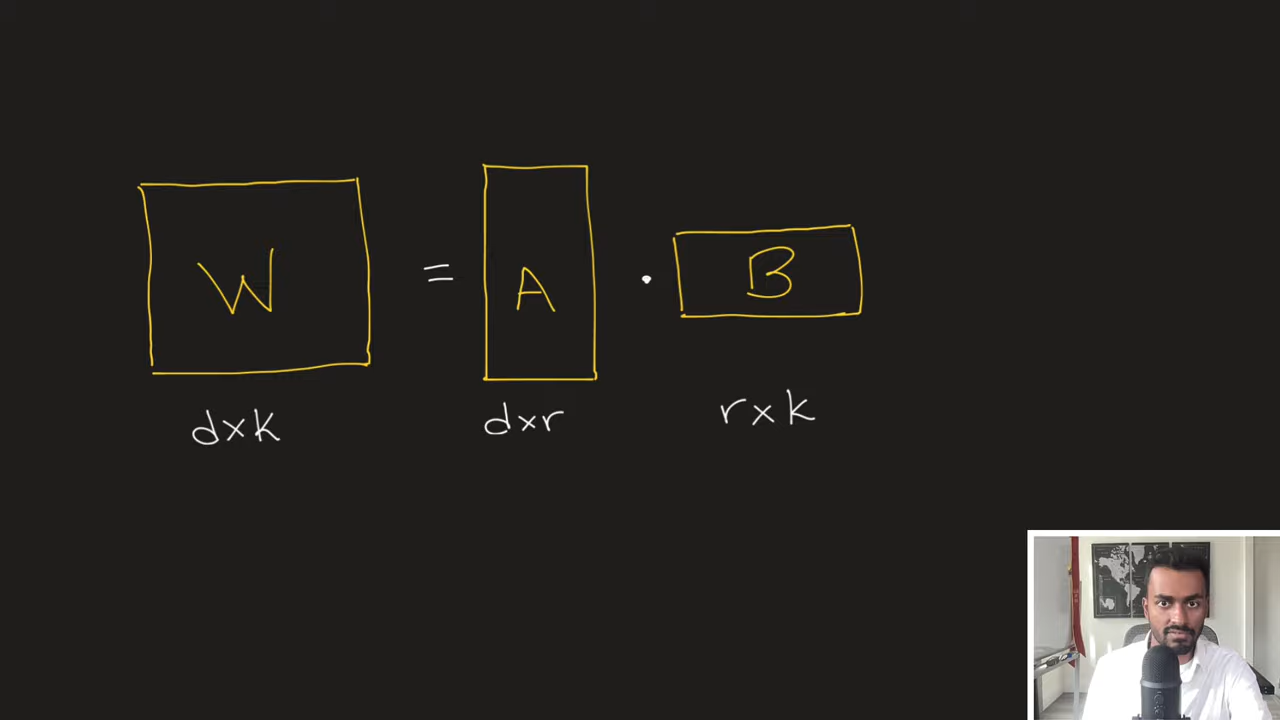 W = A . B
dxk dxr rxk